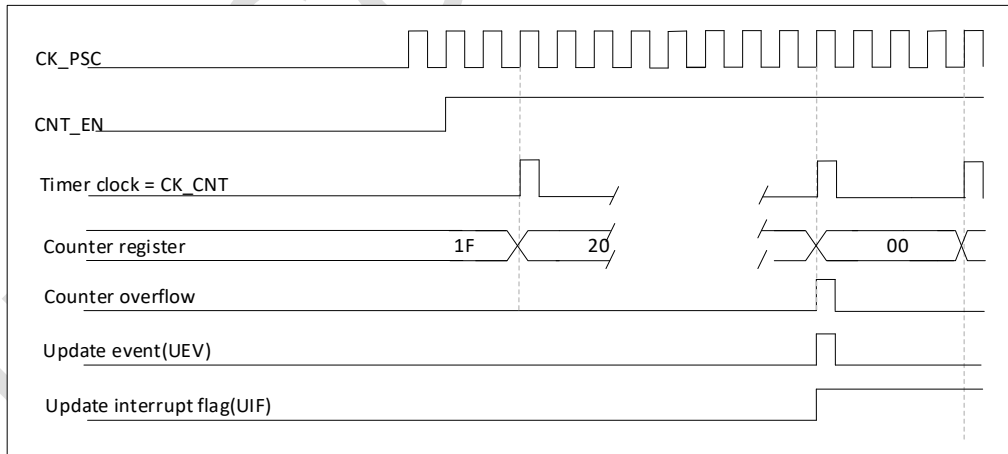 CK_PSC
CNT_EN
Timer clock = CK_CNT
Counter register 1F 20 00
Counter overflow
Update event(UEV)
Update interrupt flag(UIF)